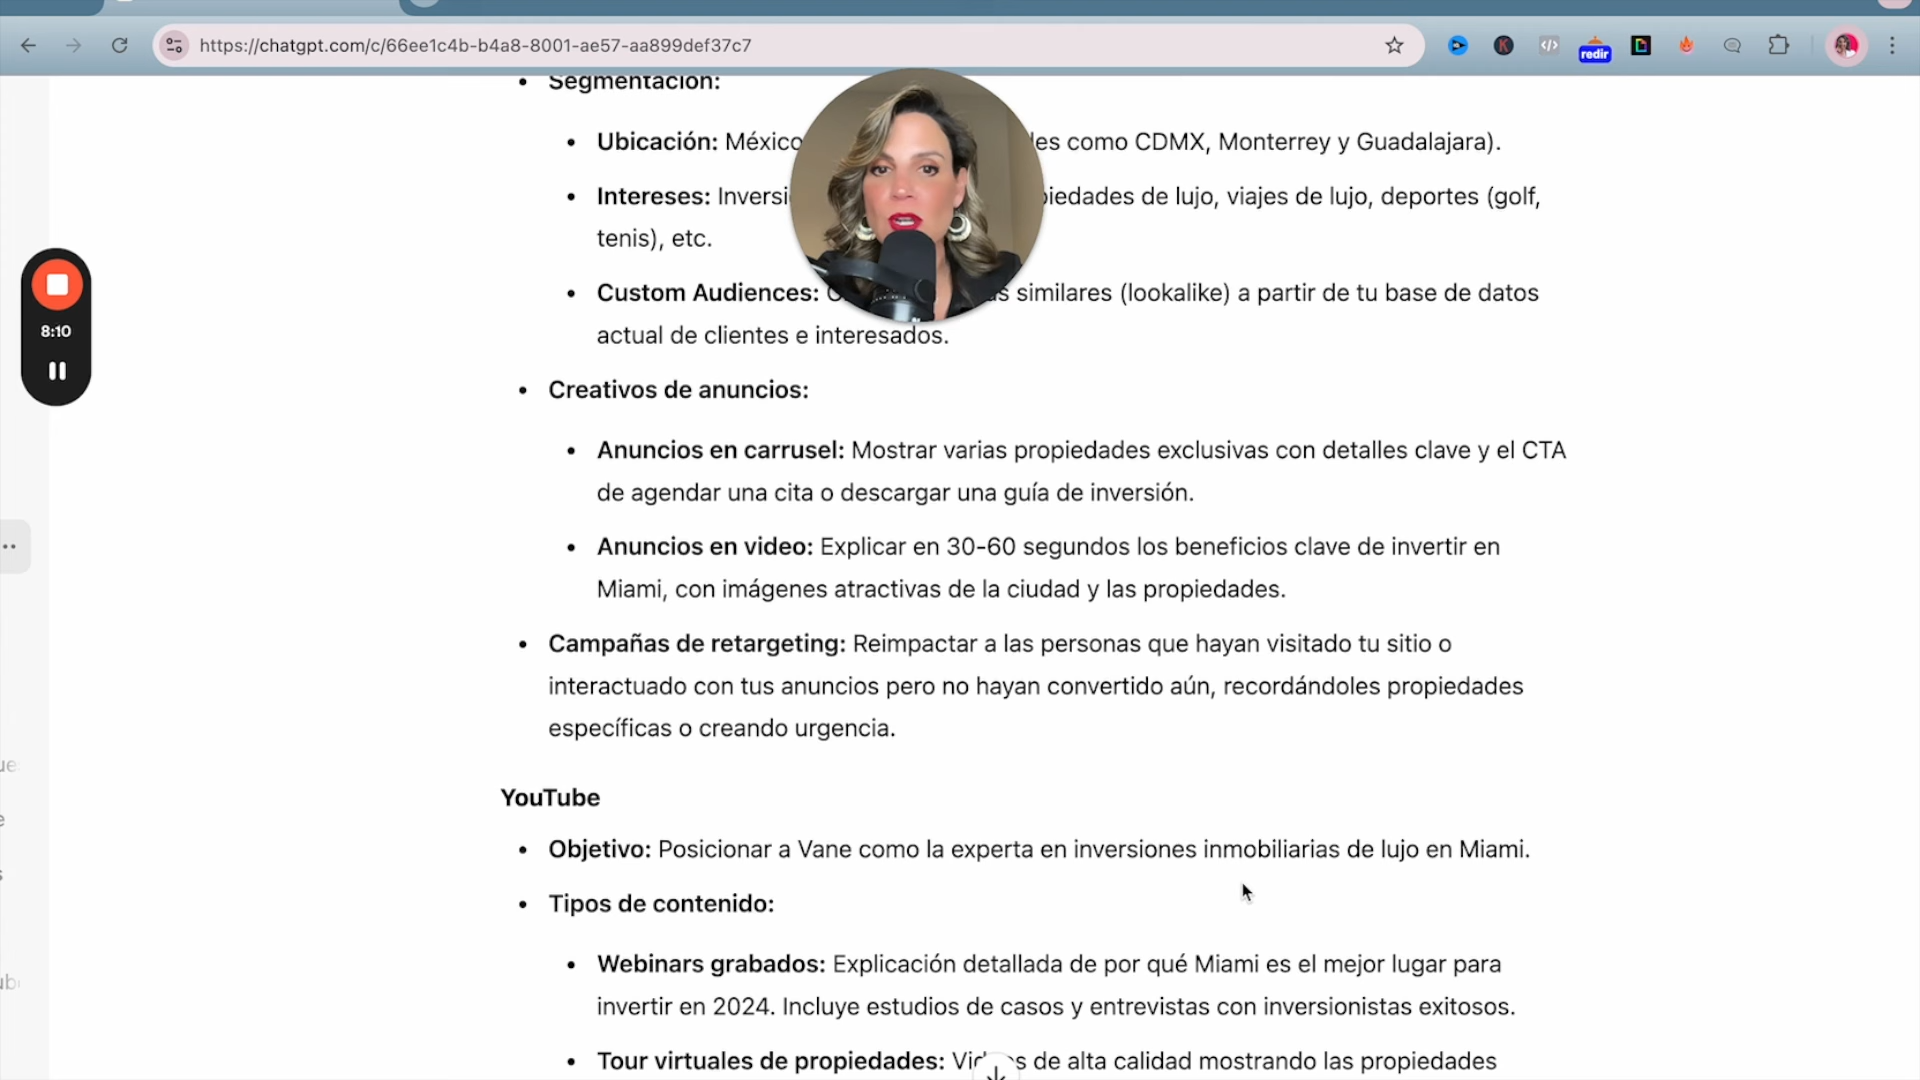 https://chatgpt.com/c/66ee1c4b-b4a8-8001-ae57-aa899def37c7
redir
Segmentación:
Ubicación: México como CDMX, Monterrey y Guadalajara).
Intereses: de lujo, viajes de lujo, deportes (golf,
tenis), etc.
Custom Audiences: similares (lookalike) a partir de tu base de datos
actual de clientes e interesados.
8:10
Creativos de anuncios:
Anuncios en carrusel: Mostrar varias propiedades exclusivas con detalles clave y el CTA
de agendar una cita o descargar una guía de inversión.
Anuncios en video: Explicar en 30-60 segundos los beneficios clave de invertir en
Miami, con imágenes atractivas de la ciudad y las propiedades.
Campañas de retargeting: Reimpactar a las personas que hayan visitado tu sitio o
interactuado con tus anuncios pero no hayan convertido aún, recordándoles propiedades
específicas o creando urgencia.
YouTube
Objetivo: Posicionar a Vane como la experta en inversiones inmobiliarias de lujo en Miami.
Tipos de contenido:
Webinars grabados: Explicación detallada de por qué Miami es el mejor lugar para
invertir en 2024. Incluye estudios de casos y entrevistas con inversionistas exitosos.
Tour virtuales de propiedades: de alta calidad mostrando las propiedades